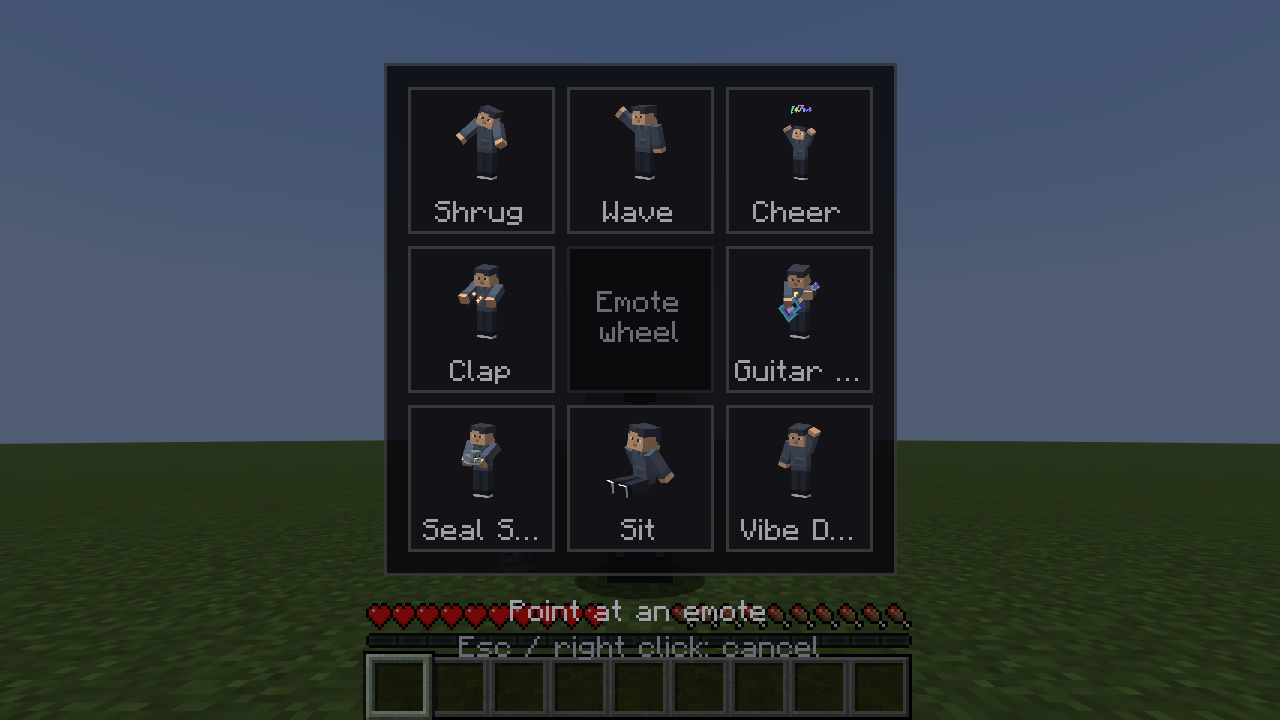 Shrug
Wave
Cheer
Clap
Emote
wheel
Guitar ...
Seal S...
Sit
Vibe D...
Point at an emote
Esc / right click: cancel